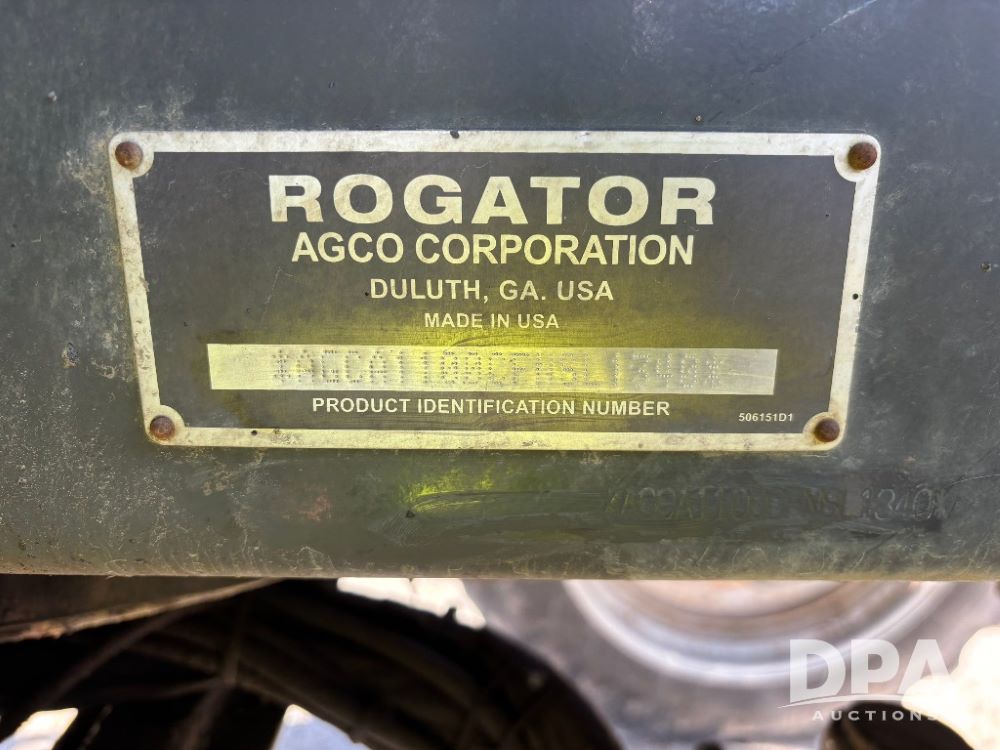 ROGATOR
AGCO CORPORATION
DULUTH, GA. USA
MADE IN USA
PRODUCT IDENTIFICATION NUMBER
506151D1
DPA
AUCTIONS